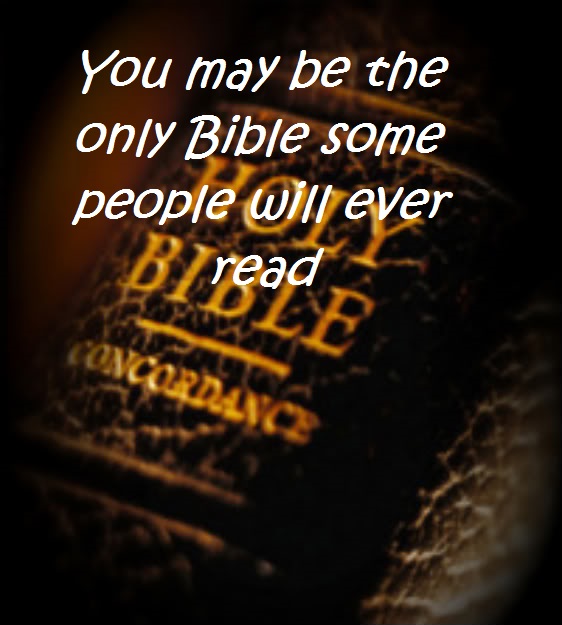 You may be the
only Bible some
people will ever
read
HOLY
BIBLE
CONCORDANCE